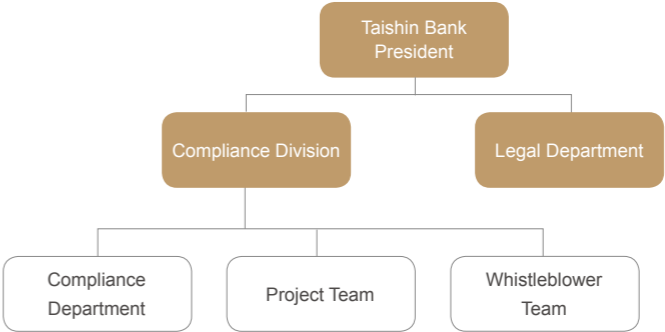 Taishin Bank
President
Compliance Division
Legal Department
Compliance
Department
Project Team
Whistleblower
Team